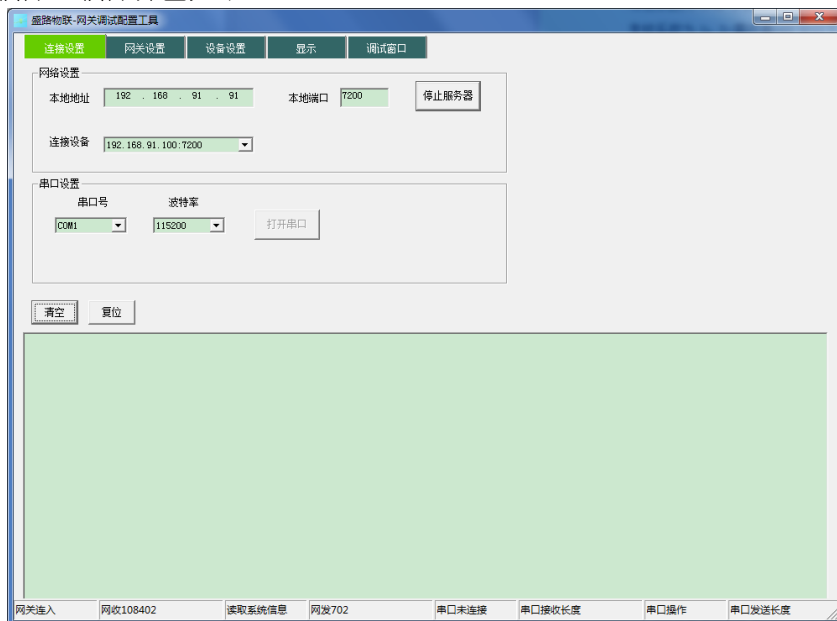 盛路物联-网关调试配置工具
连接设置 网关设置 设备设置 显示 调试窗口
网络设置
本地地址 192 . 168 . 91 . 91 本地端口 7200 停止服务器
连接设备 192.168.91.100:7200
串口设置
串口号 波特率
COM1 115200 打开串口
清空 复位
网关连入 网收108402 读取系统信息 网发702 串口未连接 串口接收长度 串口操作 串口发送长度